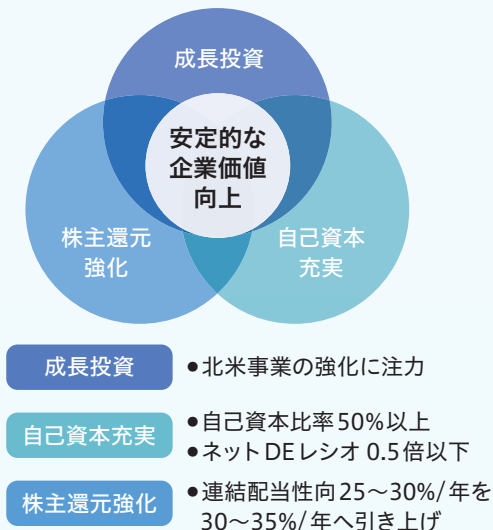 成長投資
安定的な
企業価値
向上
株主還元
強化
自己資本
充実
成長投資
●北米事業の強化に注力
自己資本充実
●自己資本比率50%以上
●ネットDEレシオ 0.5倍以下
株主還元強化
●連結配当性向25～30%/年を
30～35%/年へ引き上げ